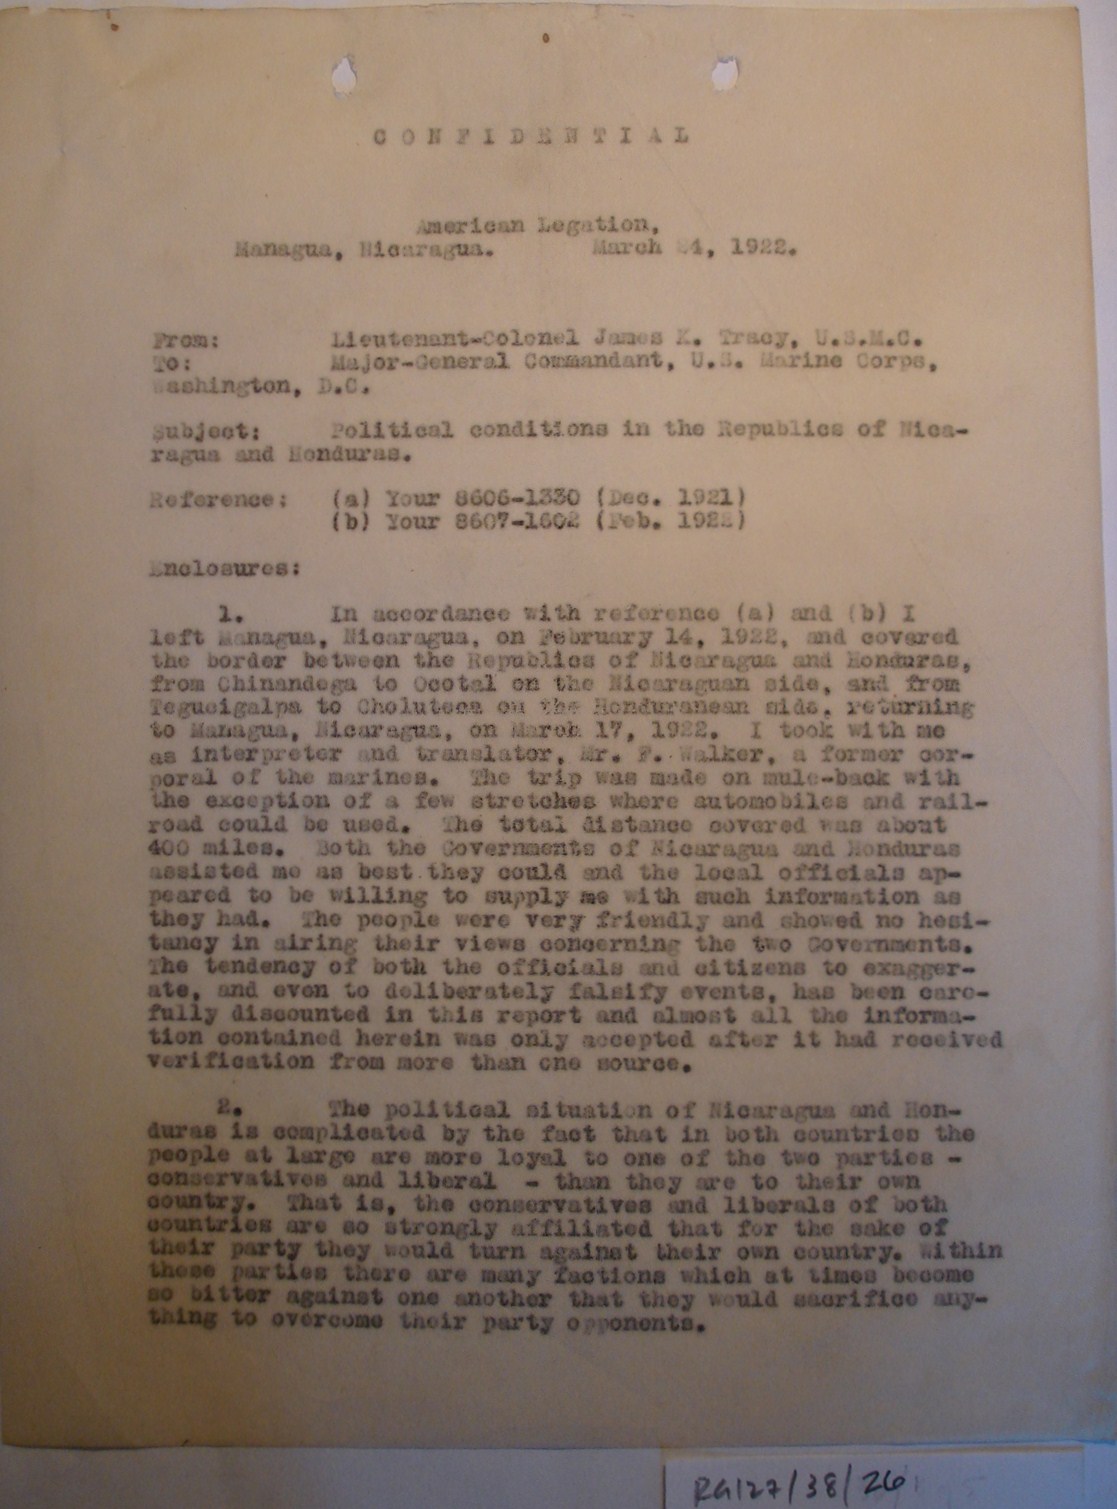 CONFIDENTIAL
American Legation,
Managua, Nicaragua. March 24, 1922.
From: Lieutenant-Colonel James K. Tracy, U.S.M.C.
To: Major-General Commandant, U.S. Marine Corps,
Washington, D.C.
Subject: Political conditions in the Republics of Nica-
ragua and Honduras.
Reference: (a) Your 8606-1330 (Dec. 1921)
(b) Your 8607-1602 (Feb. 1922)
Enclosures:
1. In accordance with reference (a) and (b) I
left Managua, Nicaragua, on February 14, 1922, and covered
the border between the Republics of Nicaragua and Honduras,
from Chinandega to Ocotal on the Nicaraguan side, and from
Tegucigalpa to Choluteca on the Honduranean side, returning
to Managua, Nicaragua, on March 17, 1922. I took with me
as interpreter and translator, Mr. F. Walker, a former cor-
poral of the marines. The trip was made on mule-back with
the exception of a few stretches where automobiles and rail-
road could be used. The total distance covered was about
400 miles. Both the Governments of Nicaragua and Honduras
assisted me as best they could and the local officials ap-
peared to be willing to supply me with such information as
they had. The people were very friendly and showed no hesi-
tancy in airing their views concerning the two Governments.
The tendency of both the officials and citizens to exagger-
ate, and even to deliberately falsify events, has been care-
fully discounted in this report and almost all the informa-
tion contained herein was only accepted after it had received
verification from more than one source.
2. The political situation of Nicaragua and Hon-
duras is complicated by the fact that in both countries the
people at large are more loyal to one of the two parties -
conservatives and liberal - than they are to their own
country. That is, the conservatives and liberals of both
countries are so strongly affiliated that for the sake of
their party they would turn against their own country. Within
these parties there are many factions which at times become
so bitter against one another that they would sacrifice any-
thing to overcome their party opponents.
RG127/38/26